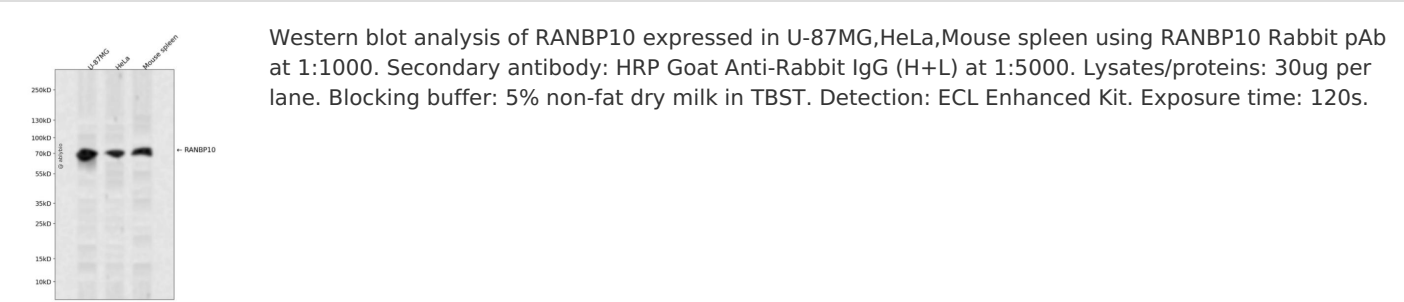 U-87MG
HeLa
Mouse spleen
Western blot analysis of RANBP10 expressed in U-87MG,HeLa,Mouse spleen using RANBP10 Rabbit pAb
at 1:1000. Secondary antibody: HRP Goat Anti-Rabbit IgG (H+L) at 1:5000. Lysates/proteins: 30ug per
lane. Blocking buffer: 5% non-fat dry milk in TBST. Detection: ECL Enhanced Kit. Exposure time: 120s.
250kD
130kD
100kD
70kD
← RANBP10
55kD
35kD
25kD
15kD
10kD